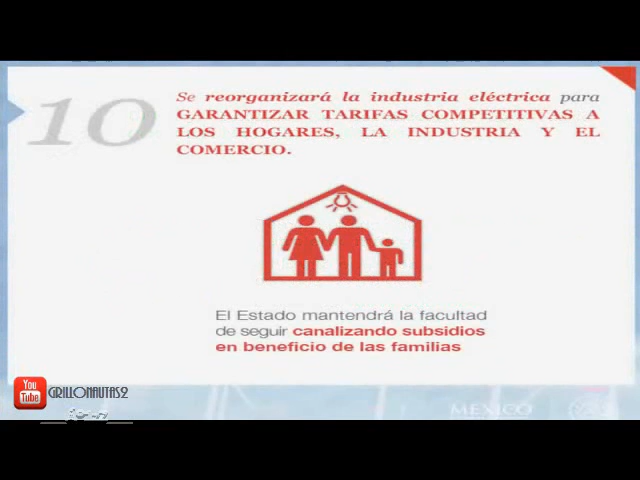 10
Se reorganizará la industria eléctrica para
GARANTIZAR TARIFAS COMPETITIVAS A
LOS HOGARES, LA INDUSTRIA Y EL
COMERCIO.
El Estado mantendrá la facultad
de seguir canalizando subsidios
en beneficio de las familias
You
Tube
GRILLONAUTAS2
MÉXICO